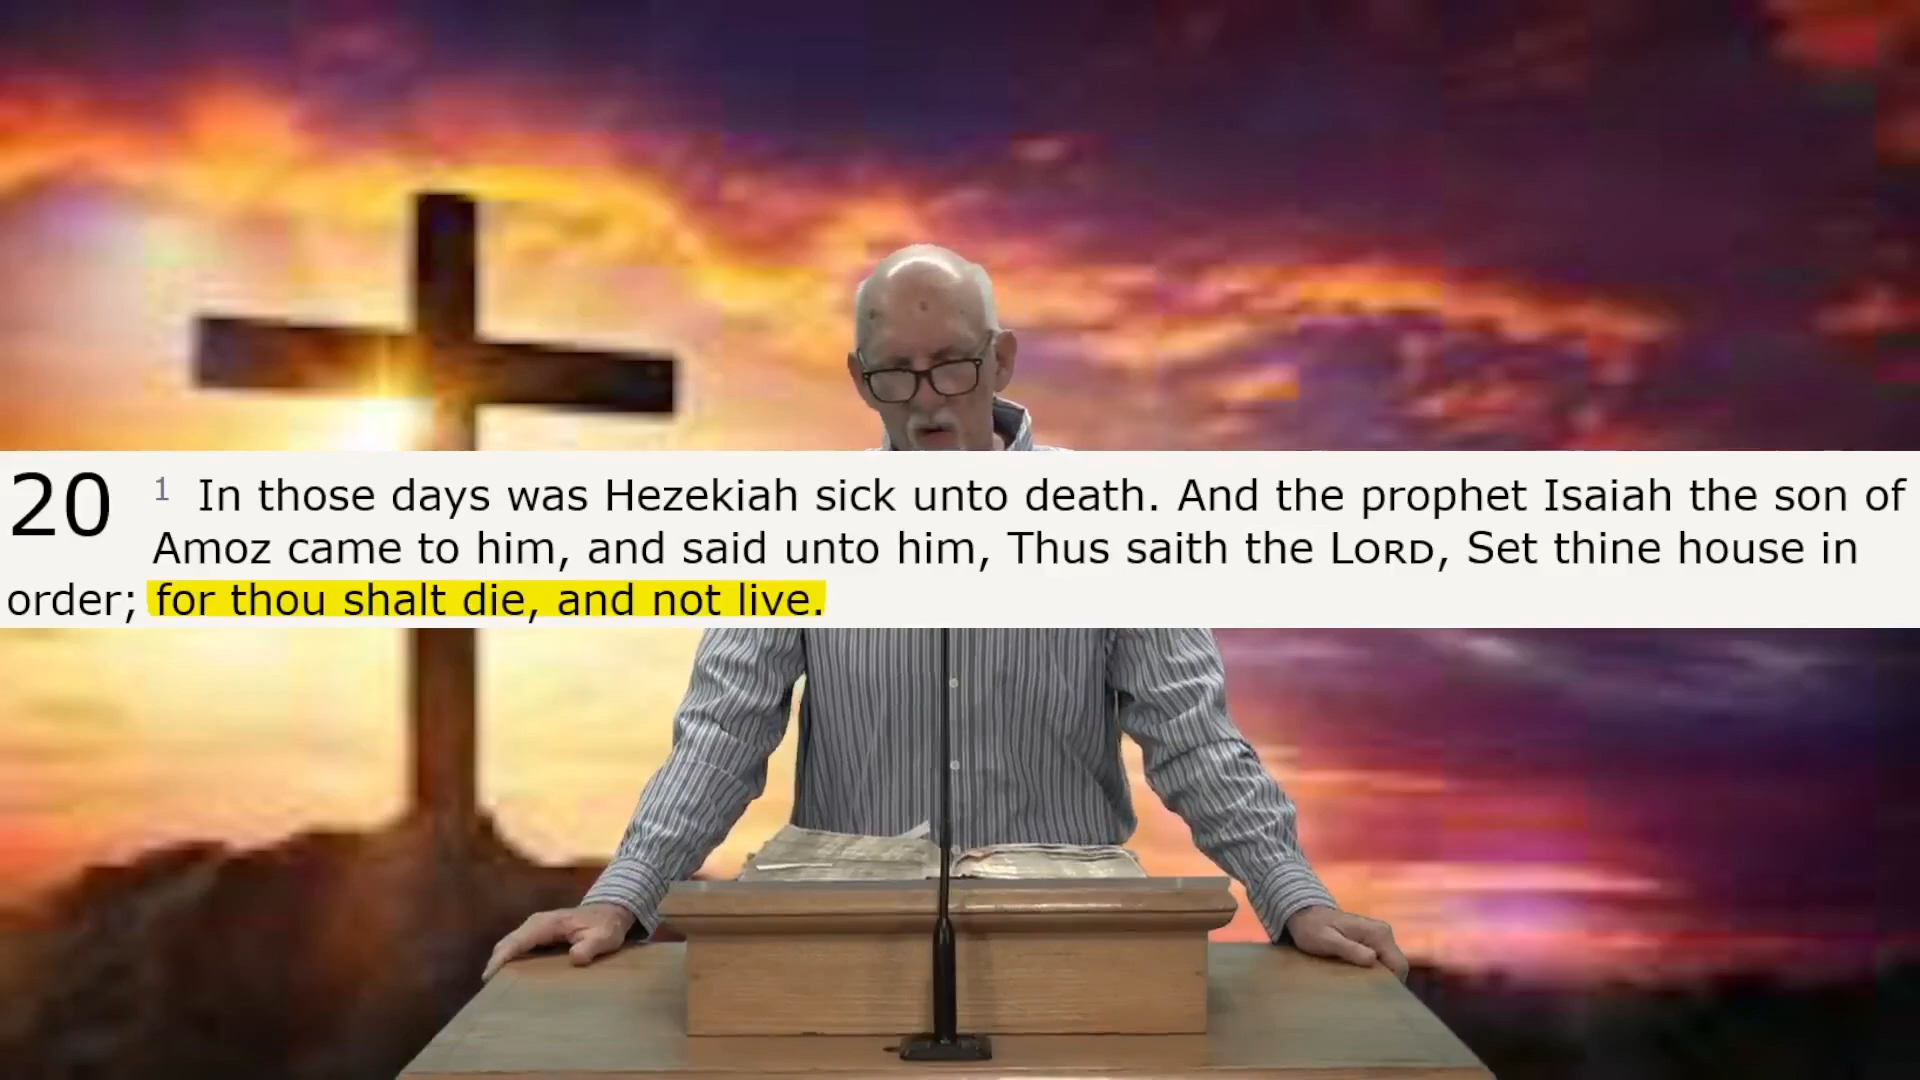 20 1 In those days was Hezekiah sick unto death. And the prophet Isaiah the son of
Amoz came to him, and said unto him, Thus saith the LORD, Set thine house in
order; for thou shalt die, and not live.